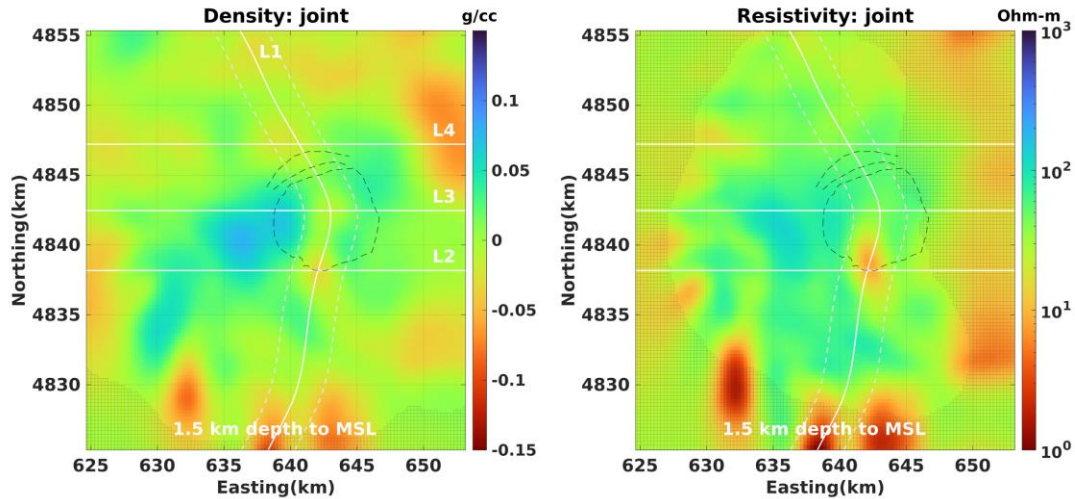 Density: joint
g/cc
4855
4850
4845
4840
4835
4830
Northing(km)
L1
L4
L3
L2
1.5 km depth to MSL
625
630
635
640
645
650
Easting(km)
0.1
0.05
0
-0.05
-0.1
-0.15
Resistivity: joint
Ohm-m
4855
4850
4845
4840
4835
4830
Northing(km)
1.5 km depth to MSL
625
630
635
640
645
650
Easting(km)
10³
10²
10¹
10⁰